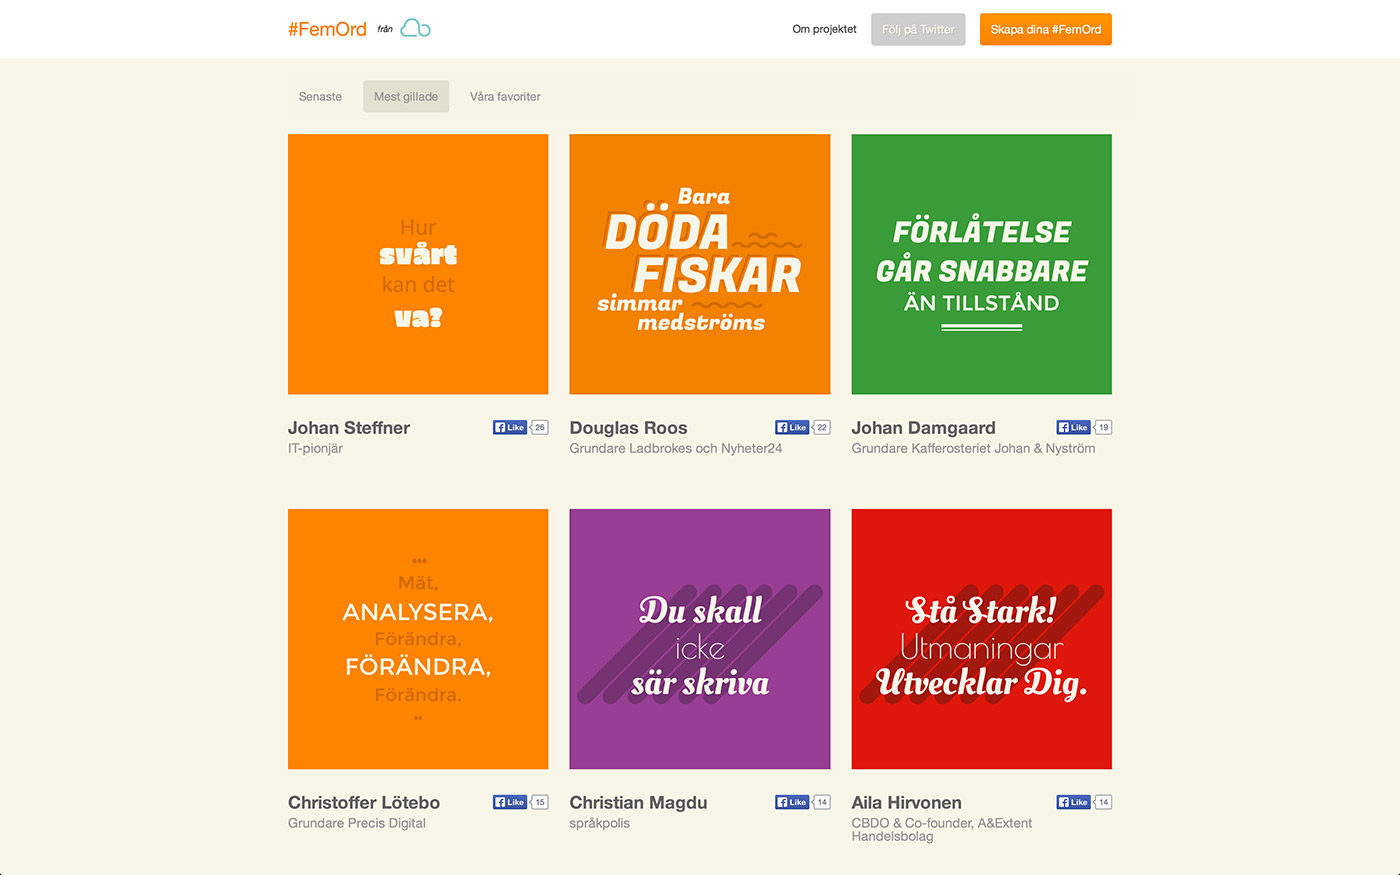 #FemOrd från
Om projektet
Följ på Twitter
Skapa dina #FemOrd
Senaste
Mest gillade
Våra favoriter
Hur
svårt
kan det
va?
Bara
DÖDA
FISKAR
simmar
medströms
FÖRLÅTELSE
GÅR SNABBARE
ÄN TILLSTÅND
Johan Steffner
Like 26
IT-pionjär
Douglas Roos
Like 22
Grundare Ladbrokes och Nyheter24
Johan Damgaard
Like 19
Grundare Kafferosteriet Johan & Nyström
Mät,
ANALYSERA,
Förändra,
FÖRÄNDRA,
Förändra.
Du skall
icke
sär skriva
Stå Stark!
Utmaningar
Utvecklar Dig.
Christoffer Lötebo
Like 15
Grundare Precis Digital
Christian Magdu
Like 14
språkpolis
Aila Hirvonen
Like 14
CBDO & Co-founder, A&Extent
Handelsbolag